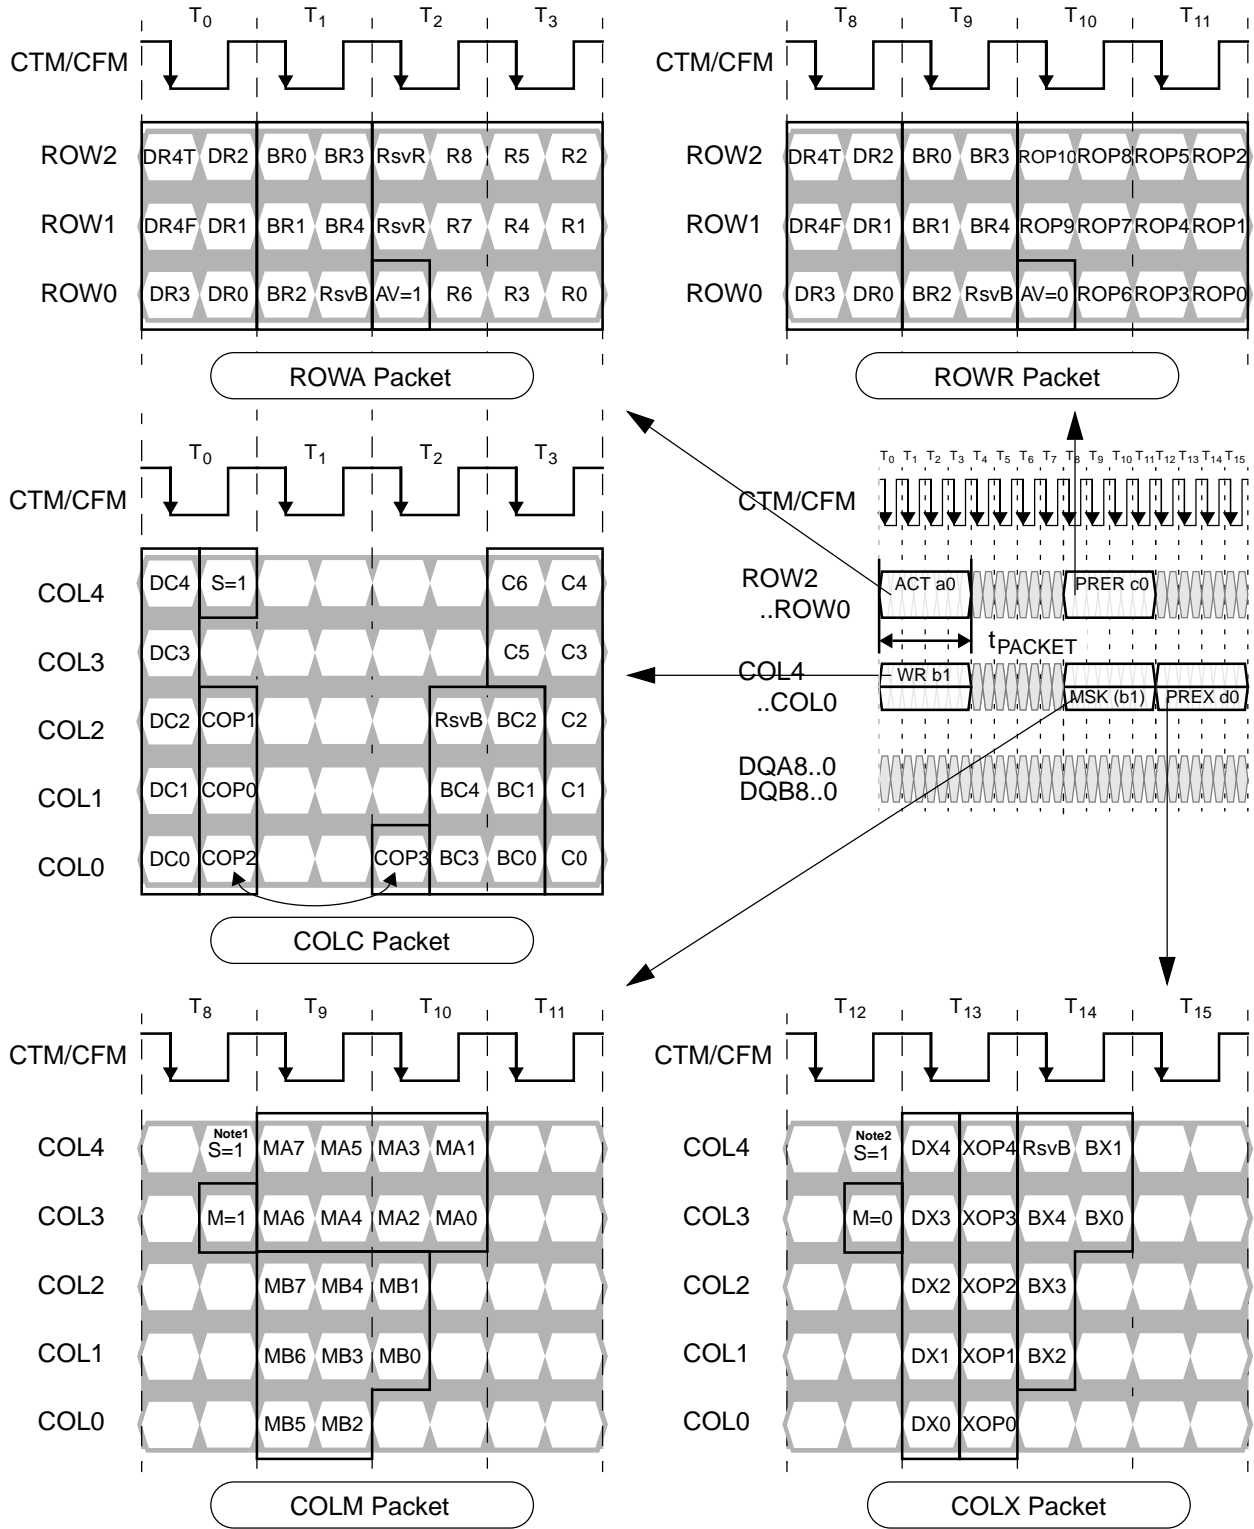 T0 T1 T2 T3
CTM/CFM
ROW2 DR4T DR2 BR0 BR3 RsvR R8 R5 R2
ROW1 DR4F DR1 BR1 BR4 RsvR R7 R4 R1
ROW0 DR3 DR0 BR2 RsvB AV=1 R6 R3 R0
ROWA Packet
T8 T9 T10 T11
CTM/CFM
ROW2 DR4T DR2 BR0 BR3 ROP10 ROP8 ROP5 ROP2
ROW1 DR4F DR1 BR1 BR4 ROP9 ROP7 ROP4 ROP1
ROW0 DR3 DR0 BR2 RsvB AV=0 ROP6 ROP3 ROP0
ROWR Packet
T0 T1 T2 T3
CTM/CFM
COL4 DC4 S=1 C6 C4
COL3 DC3 C5 C3
COL2 DC2 COP1 RsvB BC2 C2
COL1 DC1 COP0 BC4 BC1 C1
COL0 DC0 COP2 COP3 BC3 BC0 C0
COLC Packet
T0 T1 T2 T3 T4 T5 T6 T7 T8 T9 T10 T11 T12 T13 T14 T15
CTM/CFM
ROW2 ACT a0 PRER c0
..ROW0
tPACKET
COL4 WR b1
..COL0 MSK (b1) PREX d0
DQA8..0
DQB8..0
T8 T9 T10 T11
CTM/CFM
Note1
COL4 S=1 MA7 MA5 MA3 MA1
COL3 M=1 MA6 MA4 MA2 MA0
COL2 MB7 MB4 MB1
COL1 MB6 MB3 MB0
COL0 MB5 MB2
COLM Packet
T12 T13 T14 T15
CTM/CFM
Note2
COL4 S=1 DX4 XOP4 RsvB BX1
COL3 M=0 DX3 XOP3 BX4 BX0
COL2 DX2 XOP2 BX3
COL1 DX1 XOP1 BX2
COL0 DX0 XOP0
COLX Packet